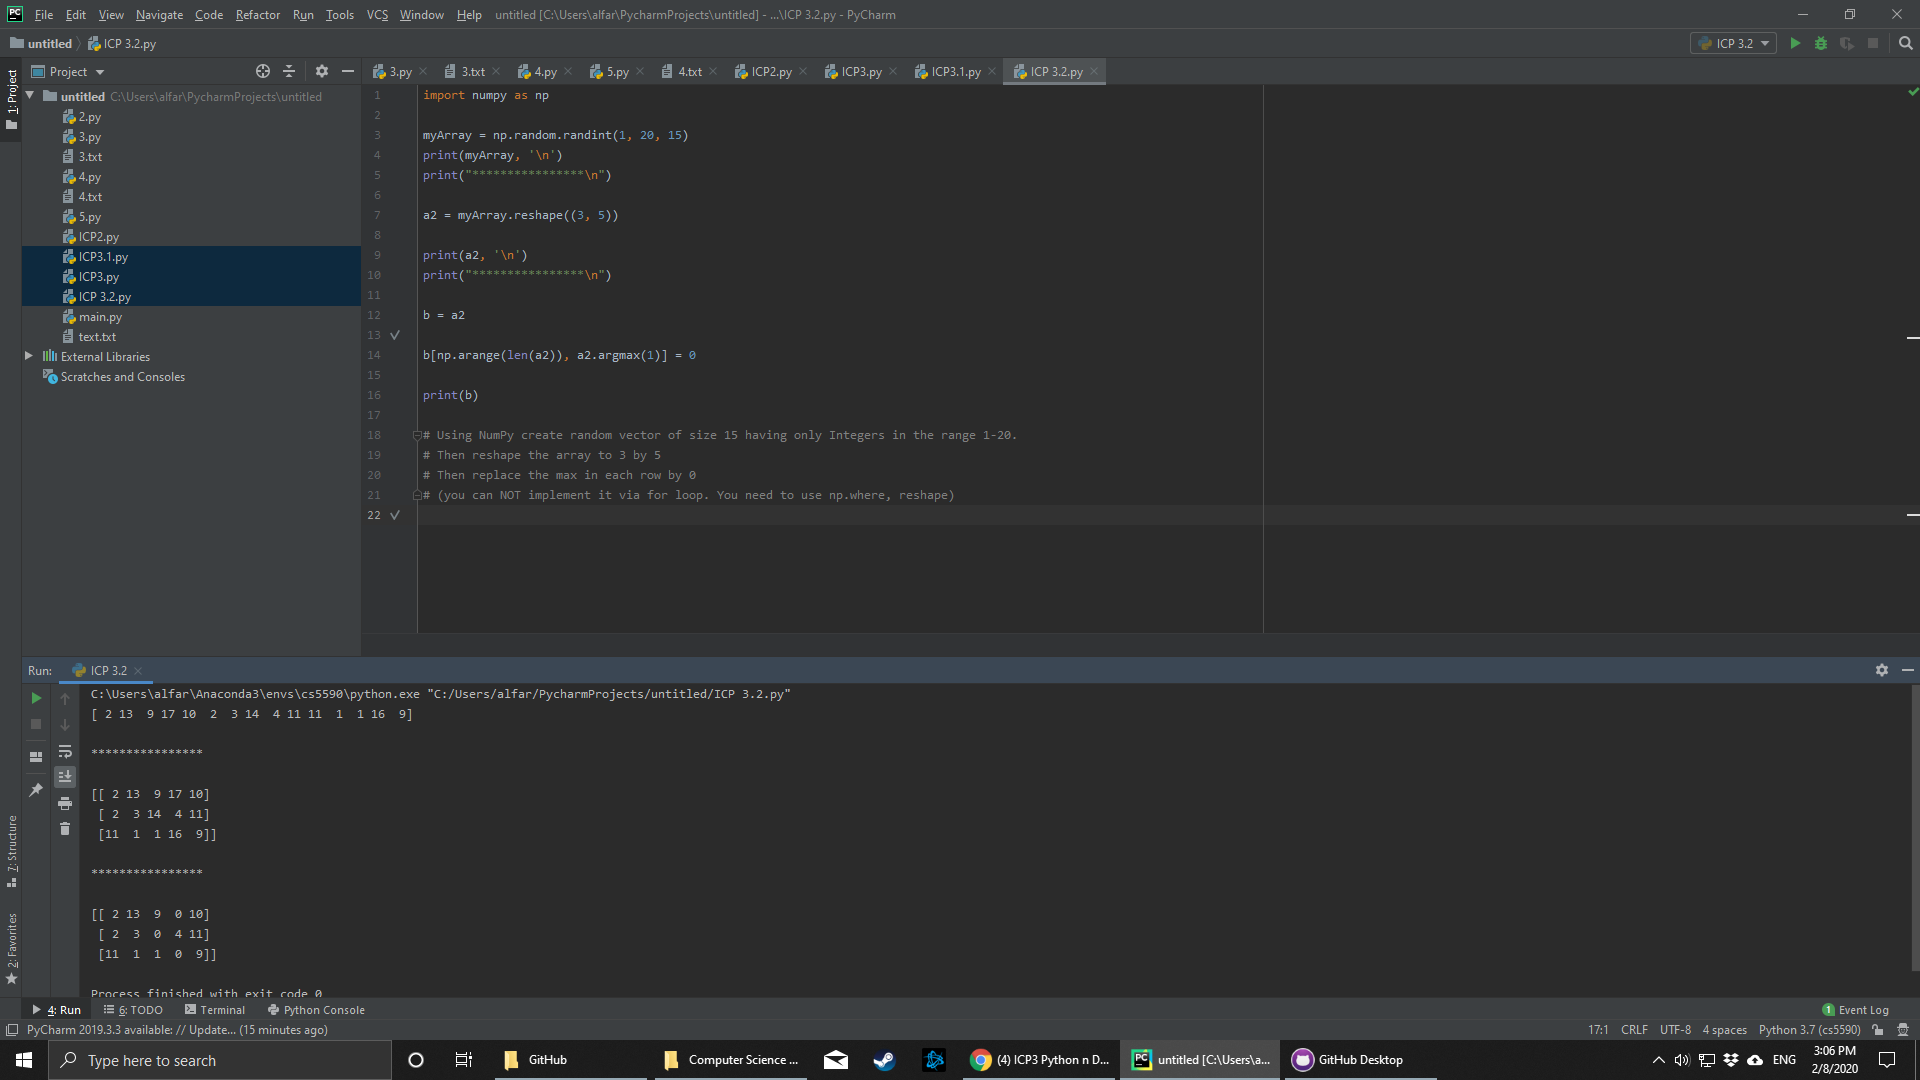 PC File Edit View Navigate Code Refactor Run Tools VCS Window Help untitled [C:\Users\alfar\PycharmProjects\untitled] - ...\ICP 3.2.py - PyCharm
untitled ICP 3.2.py ICP 3.2
1: Project
Project
3.py 3.txt 4.py 5.py 4.txt ICP2.py ICP3.py ICP3.1.py ICP 3.2.py
untitled C:\Users\alfar\PycharmProjects\untitled
2.py
3.py
3.txt
4.py
4.txt
5.py
ICP2.py
ICP3.1.py
ICP3.py
ICP 3.2.py
main.py
text.txt
External Libraries
Scratches and Consoles
1 import numpy as np
2
3 myArray = np.random.randint(1, 20, 15)
4 print(myArray, '\n')
5 print("****************\n")
6
7 a2 = myArray.reshape((3, 5))
8
9 print(a2, '\n')
10 print("****************\n")
11
12 b = a2
13
14 b[np.arange(len(a2)), a2.argmax(1)] = 0
15
16 print(b)
17
18 # Using NumPy create random vector of size 15 having only Integers in the range 1-20.
19 # Then reshape the array to 3 by 5
20 # Then replace the max in each row by 0
21 # (you can NOT implement it via for loop. You need to use np.where, reshape)
22
Run: ICP 3.2
C:\Users\alfar\Anaconda3\envs\cs5590\python.exe "C:/Users/alfar/PycharmProjects/untitled/ICP 3.2.py"
[ 2 13  9 17 10  2  3 14  4 11 11  1  1 16  9]
****************
[[ 2 13  9 17 10]
 [ 2  3 14  4 11]
 [11  1  1 16  9]]
****************
[[ 2 13  9  0 10]
 [ 2  3  0  4 11]
 [11  1  1  0  9]]
Process finished with exit code 0
7: Structure
2: Favorites
4: Run 6: TODO Terminal Python Console 1 Event Log
PyCharm 2019.3.3 available: // Update... (15 minutes ago) 17:1 CRLF UTF-8 4 spaces Python 3.7 (cs5590)
Type here to search GitHub Computer Science ... (4) ICP3 Python n D... PC untitled [C:\Users\a... GitHub Desktop ENG 3:06 PM
2/8/2020